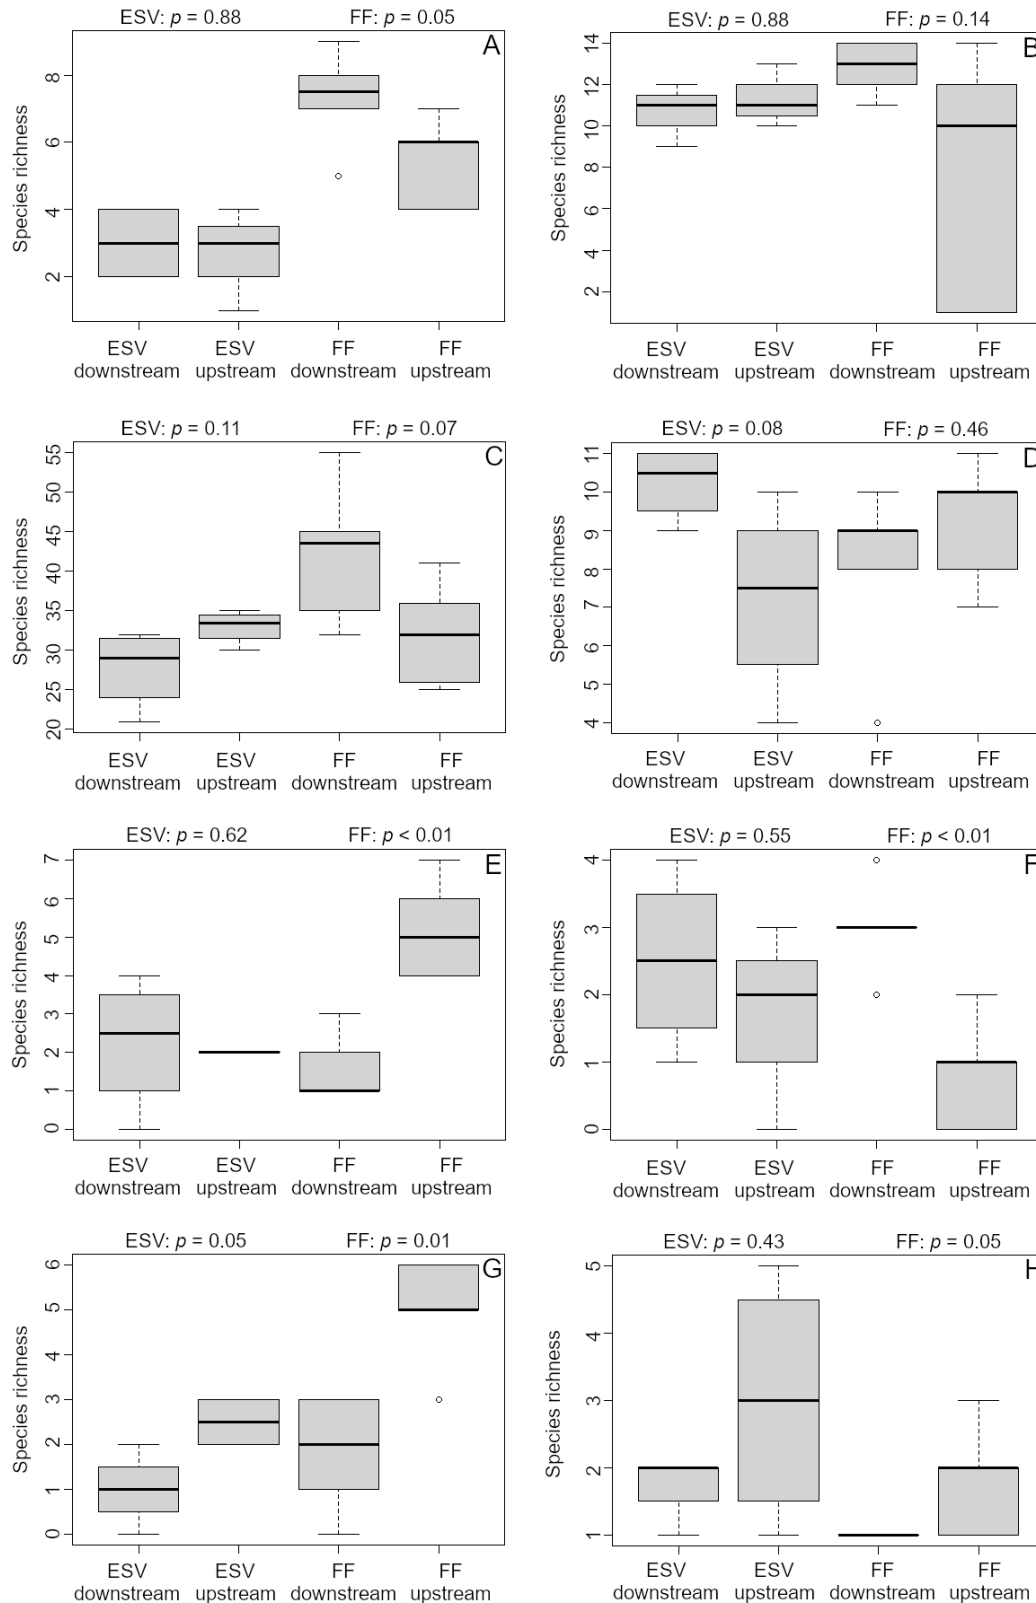 ESV: p = 0.88 FF: p = 0.05
A
Species richness
8
6
4
2
ESV downstream
ESV upstream
FF downstream
FF upstream
ESV: p = 0.88 FF: p = 0.14
B
Species richness
14
12
10
8
6
4
2
ESV downstream
ESV upstream
FF downstream
FF upstream
ESV: p = 0.11 FF: p = 0.07
C
Species richness
55
50
45
40
35
30
25
20
ESV downstream
ESV upstream
FF downstream
FF upstream
ESV: p = 0.08 FF: p = 0.46
D
Species richness
11
10
9
8
7
6
5
4
ESV downstream
ESV upstream
FF downstream
FF upstream
ESV: p = 0.62 FF: p < 0.01
E
Species richness
7
6
5
4
3
2
1
0
ESV downstream
ESV upstream
FF downstream
FF upstream
ESV: p = 0.55 FF: p < 0.01
F
Species richness
4
3
2
1
0
ESV downstream
ESV upstream
FF downstream
FF upstream
ESV: p = 0.05 FF: p = 0.01
G
Species richness
6
5
4
3
2
1
0
ESV downstream
ESV upstream
FF downstream
FF upstream
ESV: p = 0.43 FF: p = 0.05
H
Species richness
5
4
3
2
1
ESV downstream
ESV upstream
FF downstream
FF upstream